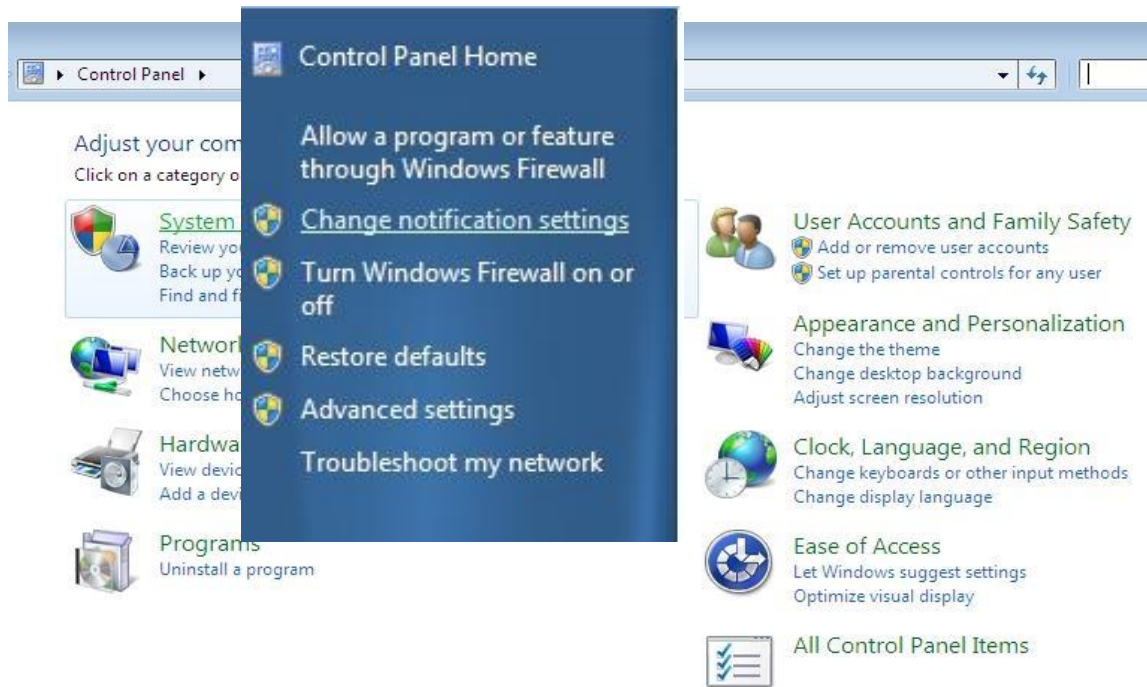 Control Panel
Adjust your com
Click on a category o
System
Review you
Back up yo
Find and fi
Network
View netw
Choose ho
Hardwa
View devic
Add a devi
Programs
Uninstall a program
Control Panel Home
Allow a program or feature
through Windows Firewall
Change notification settings
Turn Windows Firewall on or
off
Restore defaults
Advanced settings
Troubleshoot my network
User Accounts and Family Safety
Add or remove user accounts
Set up parental controls for any user
Appearance and Personalization
Change the theme
Change desktop background
Adjust screen resolution
Clock, Language, and Region
Change keyboards or other input methods
Change display language
Ease of Access
Let Windows suggest settings
Optimize visual display
All Control Panel Items